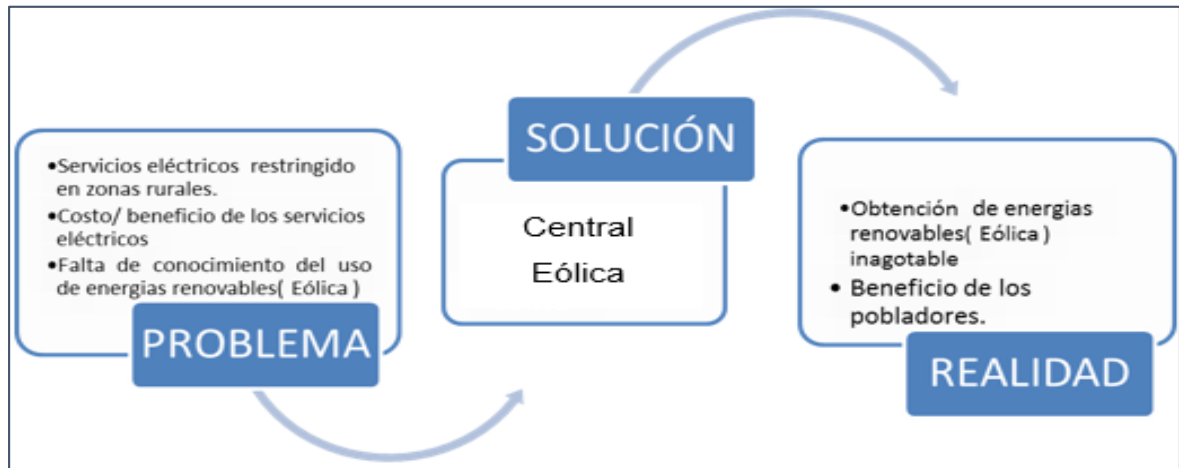 •Servicios eléctricos restringido
en zonas rurales.
•Costo/ beneficio de los servicios
eléctricos
•Falta de conocimiento del uso
de energias renovables( Eólica )
PROBLEMA
SOLUCIÓN
Central
Eólica
•Obtención de energias
renovables( Eólica )
inagotable
• Beneficio de los
pobladores.
REALIDAD